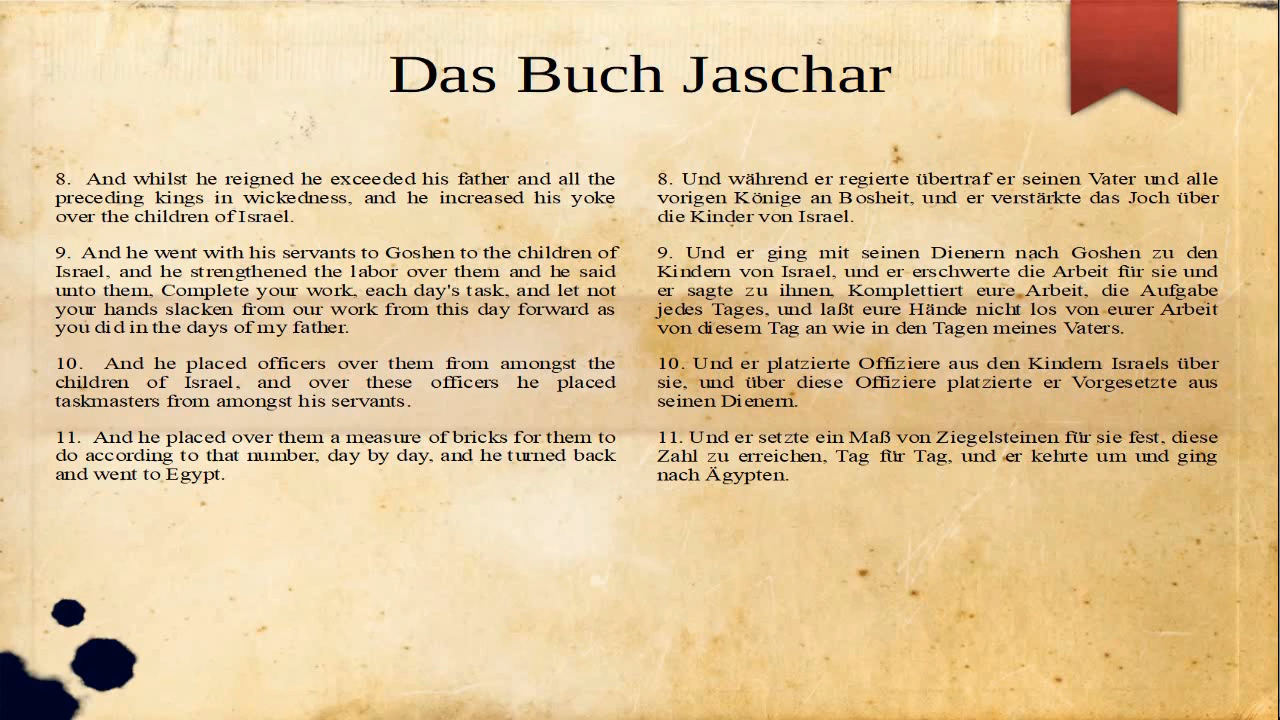 Das Buch Jaschar
8. And whilst he reigned he exceeded his father and all the
preceding kings in wickedness, and he increased his yoke
over the children of Israel.
9. And he went with his servants to Goshen to the children of
Israel, and he strengthened the labor over them and he said
unto them, Complete your work, each day's task, and let not
your hands slacken from our work from this day forward as
you did in the days of my father.
10. And he placed officers over them from amongst the
children of Israel, and over these officers he placed
taskmasters from amongst his servants.
11. And he placed over them a measure of bricks for them to
do according to that number, day by day, and he turned back
and went to Egypt.
8. Und während er regierte übertraf er seinen Vater und alle
vorigen Könige an Bosheit, und er verstärkte das Joch über
die Kinder von Israel.
9. Und er ging mit seinen Dienern nach Goshen zu den
Kindern von Israel, und er erschwerte die Arbeit für sie und
er sagte zu ihnen, Komplettiert eure Arbeit, die Aufgabe
jedes Tages, und laßt eure Hände nicht los von eurer Arbeit
von diesem Tag an wie in den Tagen meines Vaters.
10. Und er platzierte Offiziere aus den Kindern Israels über
sie, und über diese Offiziere platzierte er Vorgesetzte aus
seinen Dienern.
11. Und er setzte ein Maß von Ziegelsteinen für sie fest, diese
Zahl zu erreichen, Tag für Tag, und er kehrte um und ging
nach Ägypten.